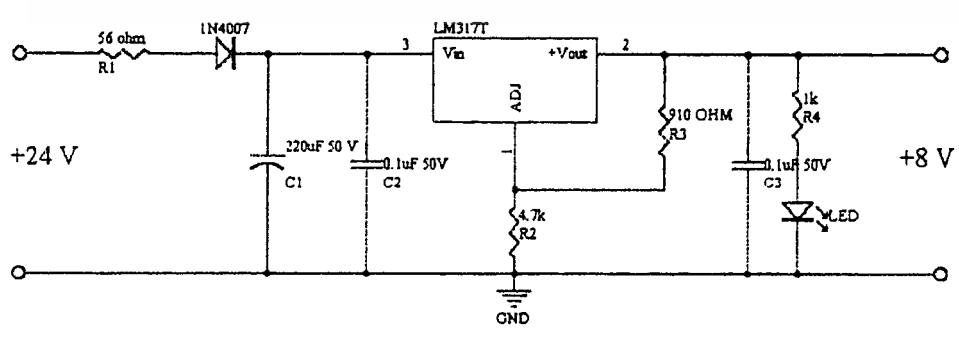 56 ohm
R1
1N4007
3
LM317T
Vin
+Vout
ADJ
1
2
+24 V
220uF 50 V
C1
0.1uF 50V
C2
4.7k
R2
910 OHM
R3
0.1uF 50V
C3
1k
R4
LED
+8 V
GND